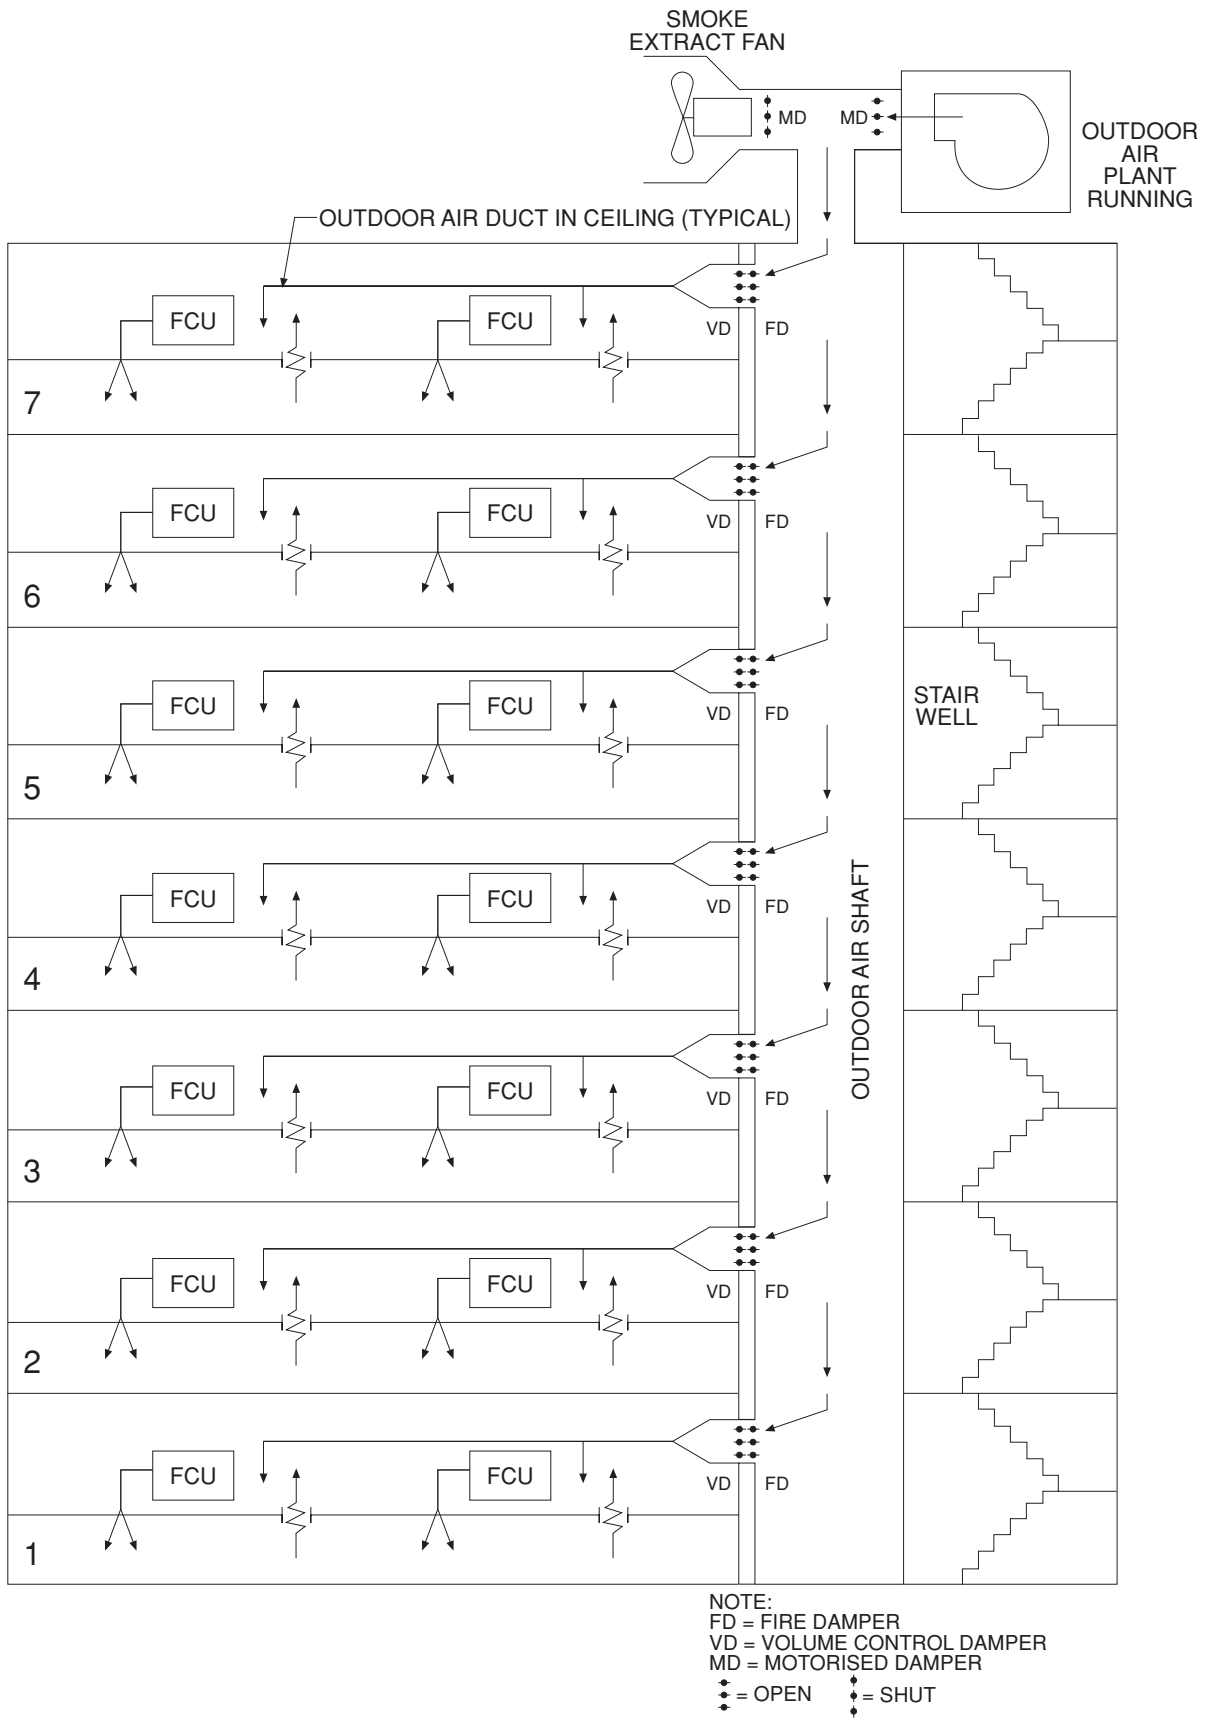 SMOKE
EXTRACT FAN
MD
MD
OUTDOOR
AIR
PLANT
RUNNING
OUTDOOR AIR DUCT IN CEILING (TYPICAL)
FCU
FCU
VD
FD
7
FCU
FCU
VD
FD
6
FCU
FCU
VD
FD
5
STAIR
WELL
FCU
FCU
VD
FD
4
OUTDOOR AIR SHAFT
FCU
FCU
VD
FD
3
FCU
FCU
VD
FD
2
FCU
FCU
VD
FD
1
NOTE:
FD = FIRE DAMPER
VD = VOLUME CONTROL DAMPER
MD = MOTORISED DAMPER
= OPEN
= SHUT